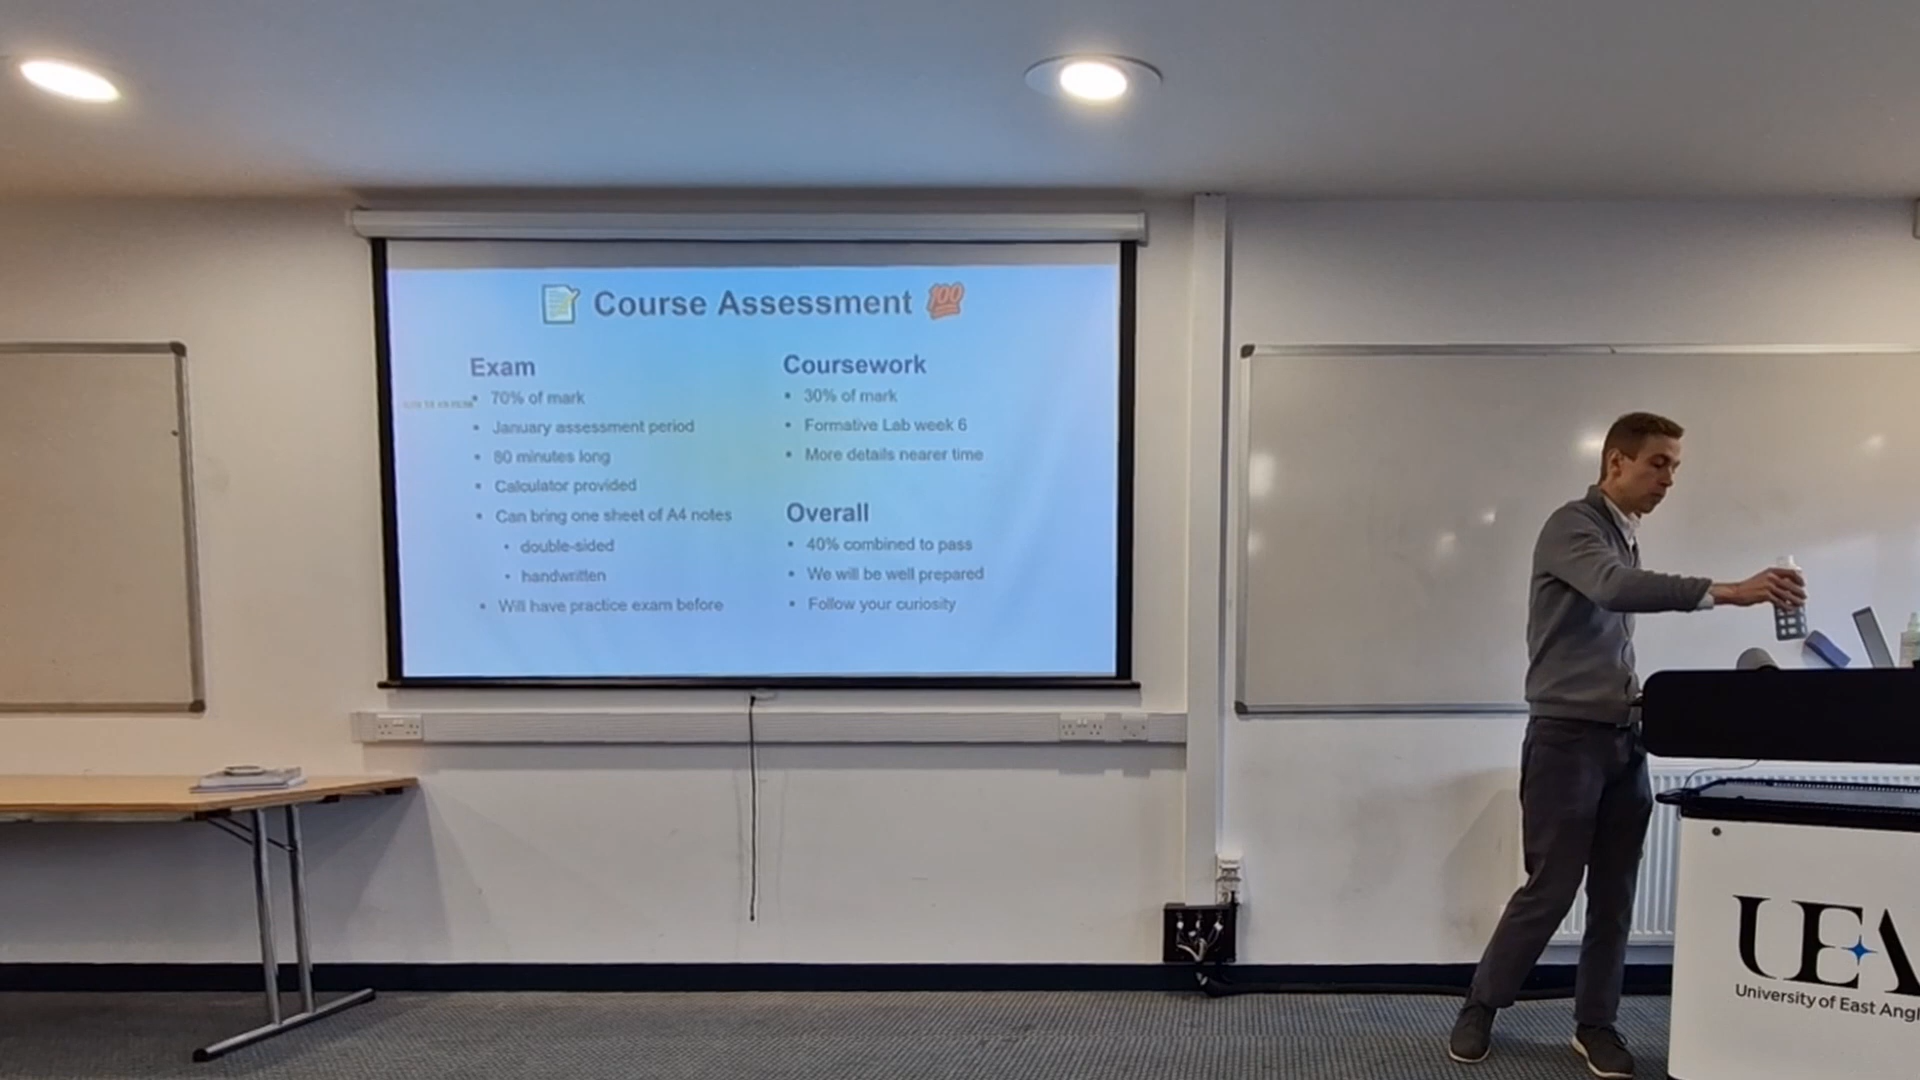 Course Assessment 💯
Exam
• 70% of mark
• January assessment period
• 80 minutes long
• Calculator provided
• Can bring one sheet of A4 notes
• double-sided
• handwritten
• Will have practice exam before
Coursework
• 30% of mark
• Formative Lab week 6
• More details nearer time
Overall
• 40% combined to pass
• We will be well prepared
• Follow your curiosity
UEA
University of East Angl